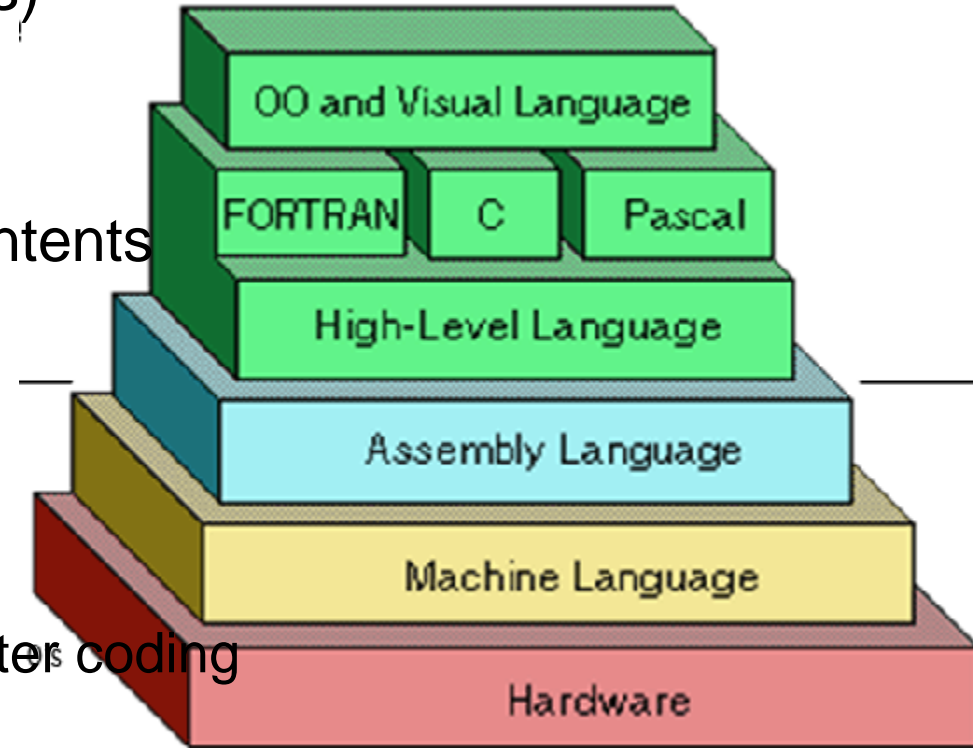 s)
OO and Visual Language
FORTRAN C Pascal
ntents
High-Level Language
Assembly Language
Machine Language
ter coding
Hardware